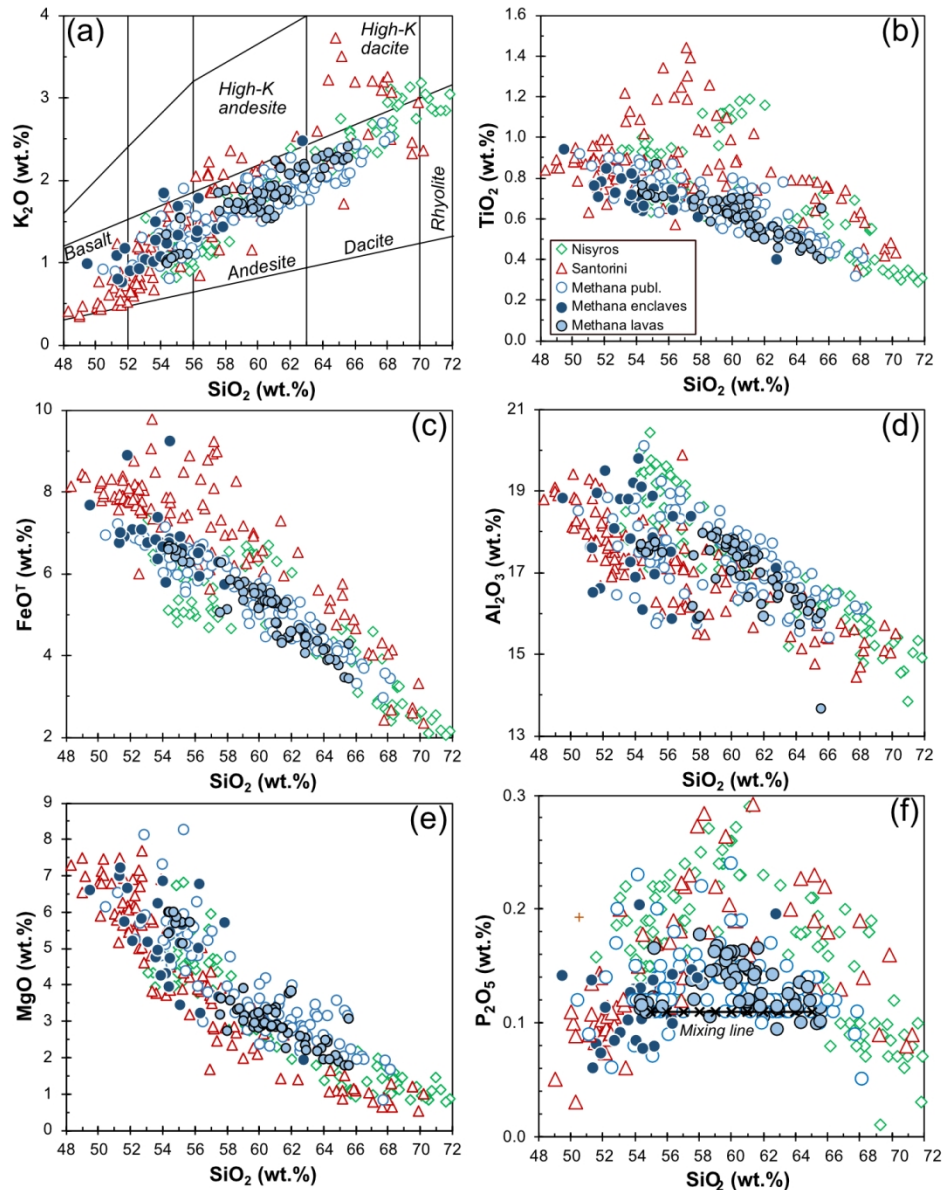 (a)
High-K
dacite
High-K
andesite
Basalt
Andesite
Dacite
Rhyolite
4
3
2
1
0
K₂O (wt.%)
48 50 52 54 56 58 60 62 64 66 68 70 72
SiO₂ (wt.%)
(b)
1.6
1.4
1.2
1.0
0.8
0.6
0.4
0.2
0.0
TiO₂ (wt.%)
Nisyros
Santorini
Methana publ.
Methana enclaves
Methana lavas
48 50 52 54 56 58 60 62 64 66 68 70 72
SiO₂ (wt.%)
(c)
10
8
6
4
2
FeOᵀ (wt.%)
48 50 52 54 56 58 60 62 64 66 68 70 72
SiO₂ (wt.%)
(d)
21
19
17
15
13
Al₂O₃ (wt.%)
48 50 52 54 56 58 60 62 64 66 68 70 72
SiO₂ (wt.%)
(e)
9
8
7
6
5
4
3
2
1
0
MgO (wt.%)
48 50 52 54 56 58 60 62 64 66 68 70 72
SiO₂ (wt.%)
(f)
0.3
0.2
0.1
0.0
P₂O₅ (wt.%)
Mixing line
48 50 52 54 56 58 60 62 64 66 68 70 72
SiO₂ (wt.%)